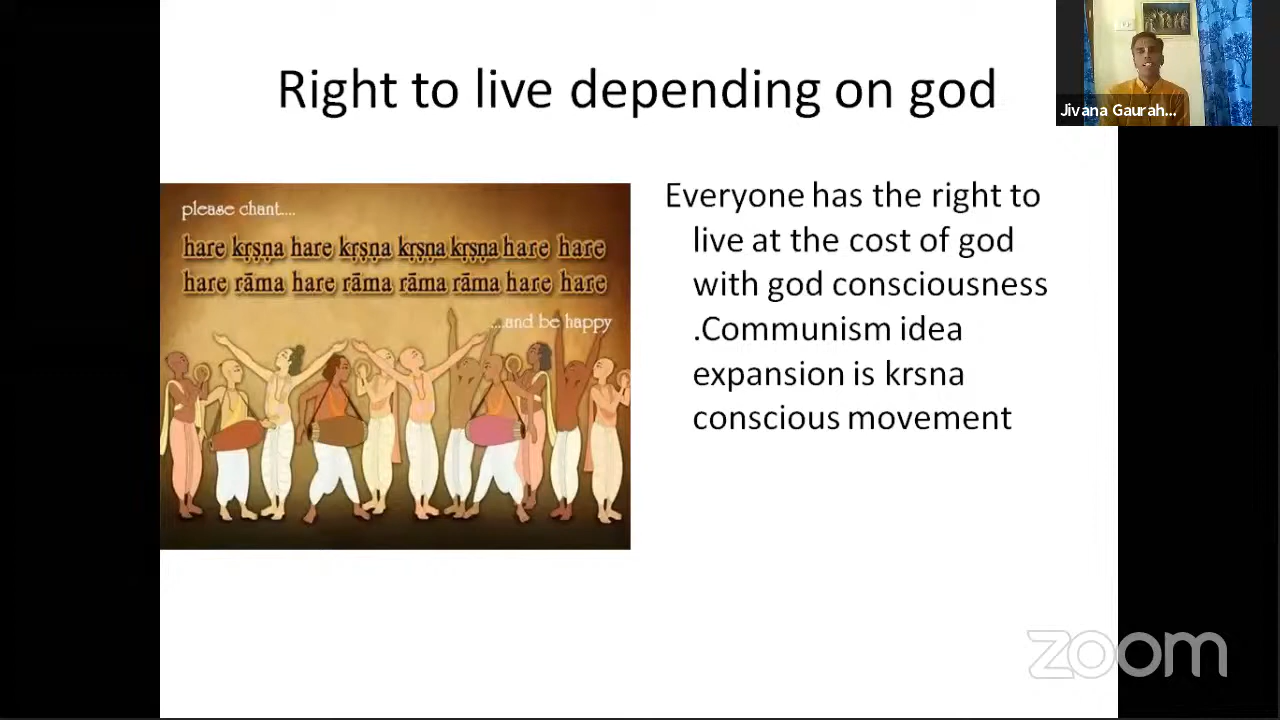 Right to live depending on god
Jivana Gaurah...
please chant....
hare kṛṣṇa hare kṛṣṇa kṛṣṇa kṛṣṇa hare hare
hare rāma hare rāma rāma rāma hare hare
....and be happy
Everyone has the right to
live at the cost of god
with god consciousness
.Communism idea
expansion is krsna
conscious movement
zoom